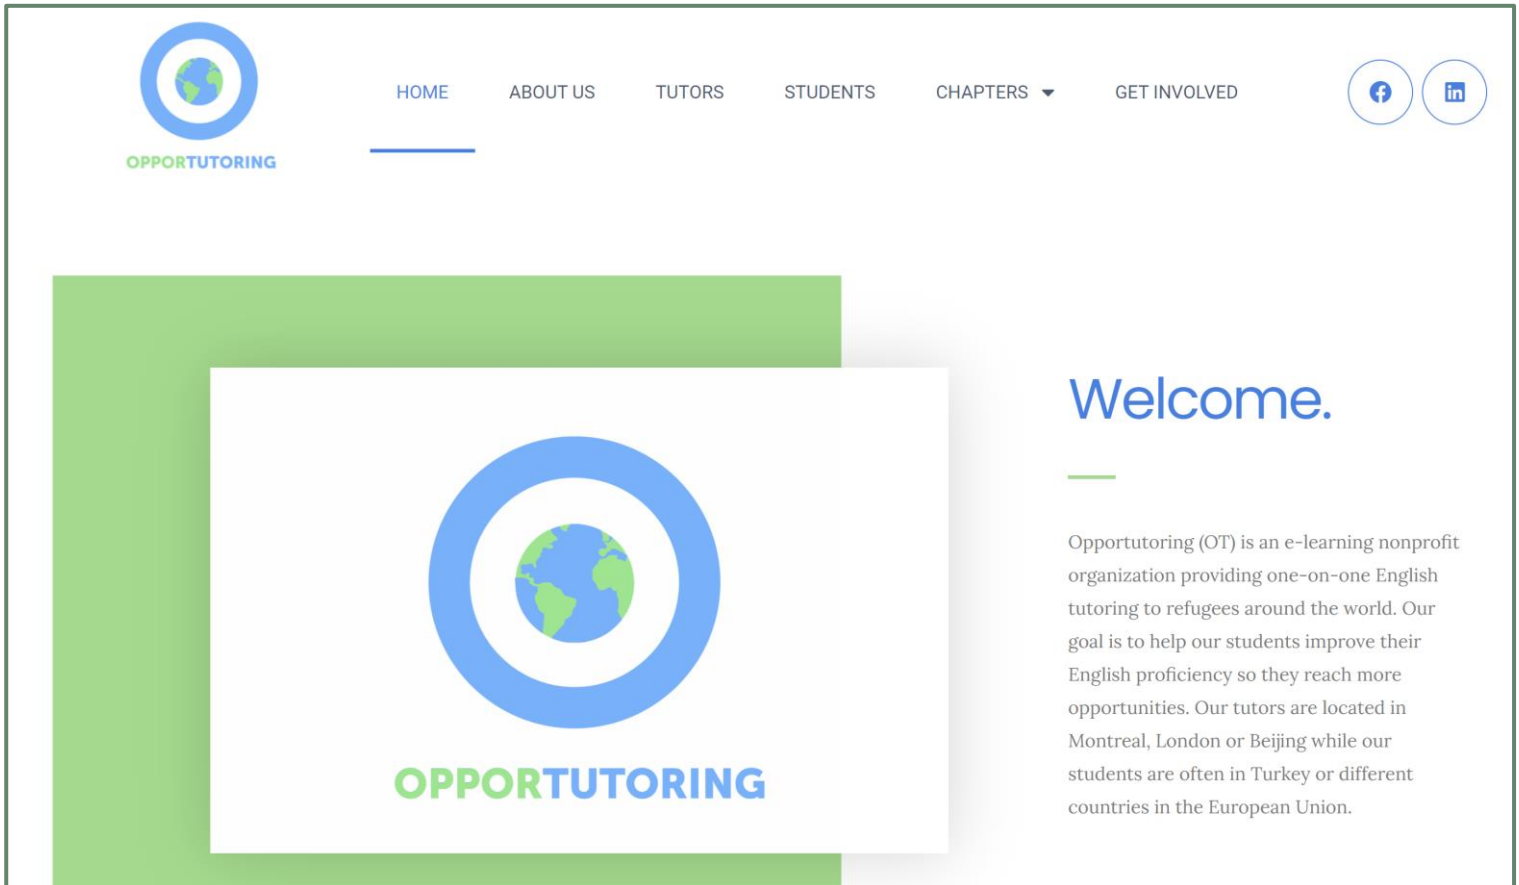 OPPORTUTORING
HOME ABOUT US TUTORS STUDENTS CHAPTERS GET INVOLVED
OPPORTUTORING
Welcome.
Opportutoring (OT) is an e-learning nonprofit
organization providing one-on-one English
tutoring to refugees around the world. Our
goal is to help our students improve their
English proficiency so they reach more
opportunities. Our tutors are located in
Montreal, London or Beijing while our
students are often in Turkey or different
countries in the European Union.